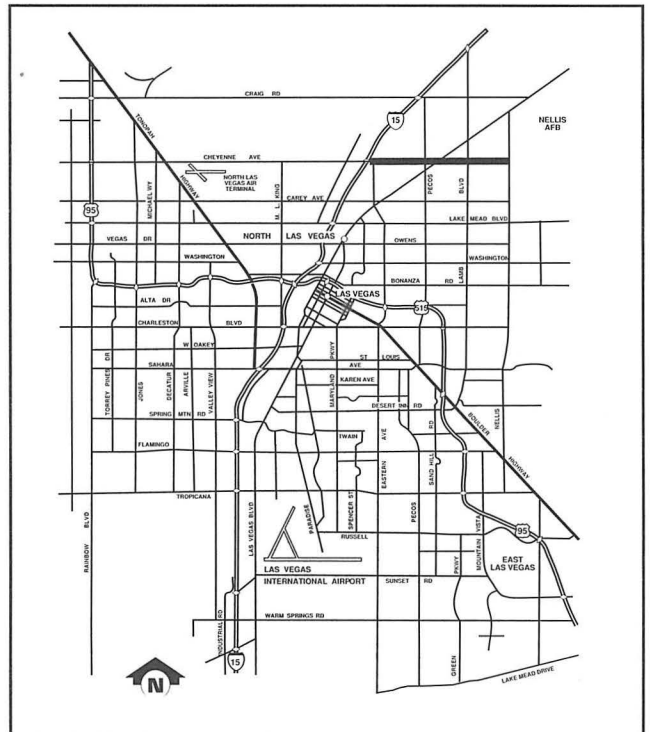 CRAIG RD
15
TONOPAN
HIGHWAY
NELLIS
AFB
CHEYENNE AVE
NORTH LAS
VEGAS AIR
TERMINAL
MICHAEL WY
M. L. KING
PECOS
BLVD
CAREY AVE
95
LAKE MEAD BLVD
VEGAS DR
NORTH LAS VEGAS
OWENS
WASHINGTON
WASHINGTON
LAMB
BONANZA RD
LAS VEGAS
ALTA DR
515
CHARLESTON BLVD
W OAKEY
PKWY
ST LOUIS
SAHARA
AVE
KAREN AVE
TORREY PINES DR
JONES
DECATUR
ARVILLE
VALLEY VIEW
MARYLAND
DESERT INN RD
NELLIS
SPRING MTN RD
BOULDER
HIGHWAY
TWAIN
AVE
EASTERN
SAND HILL RD
FLAMINGO
TROPICANA
RAINBOW BLVD
LAS VEGAS BLVD
PARADISE
SPENCER ST
PECOS
RUSSELL
MOUNTAIN VISTA
95
EAST
LAS VEGAS
LAS VEGAS
INTERNATIONAL AIRPORT
SUNSET RD
PKWY
WARM SPRINGS RD
INDUSTRIAL RD
15
GREEN
LAKE MEAD DRIVE
N